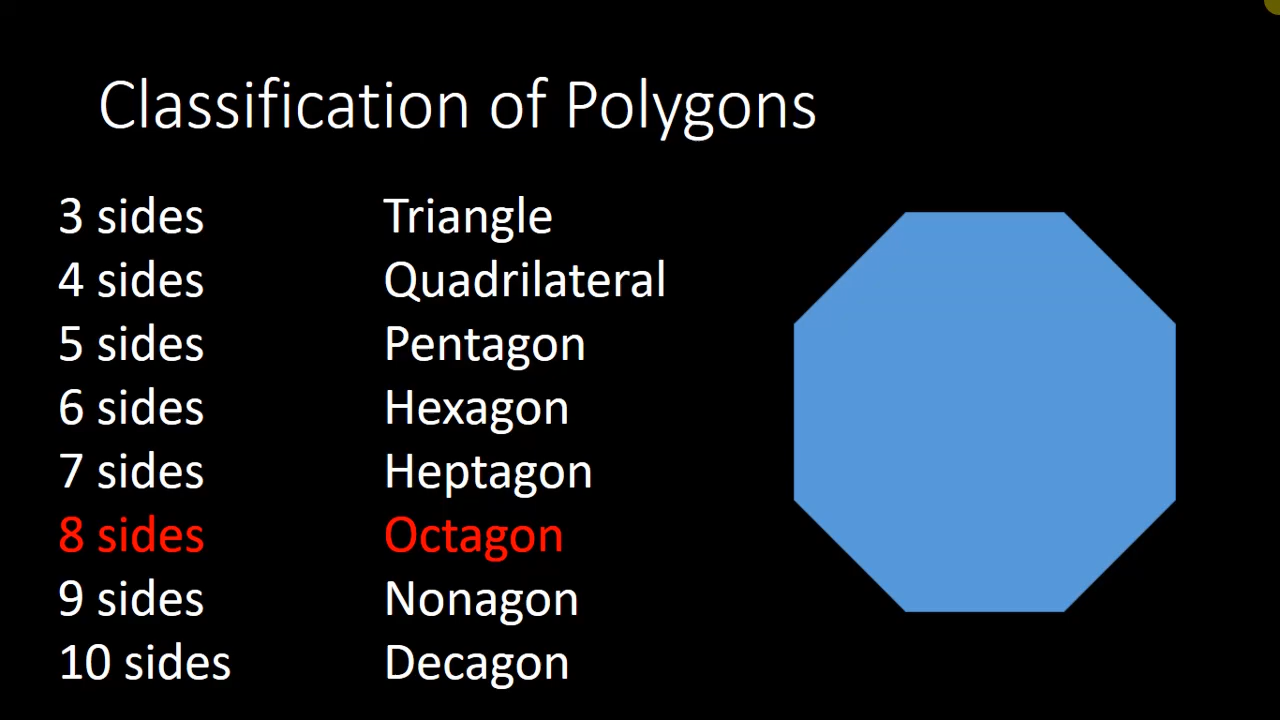 Classification of Polygons
3 sides Triangle
4 sides Quadrilateral
5 sides Pentagon
6 sides Hexagon
7 sides Heptagon
8 sides Octagon
9 sides Nonagon
10 sides Decagon